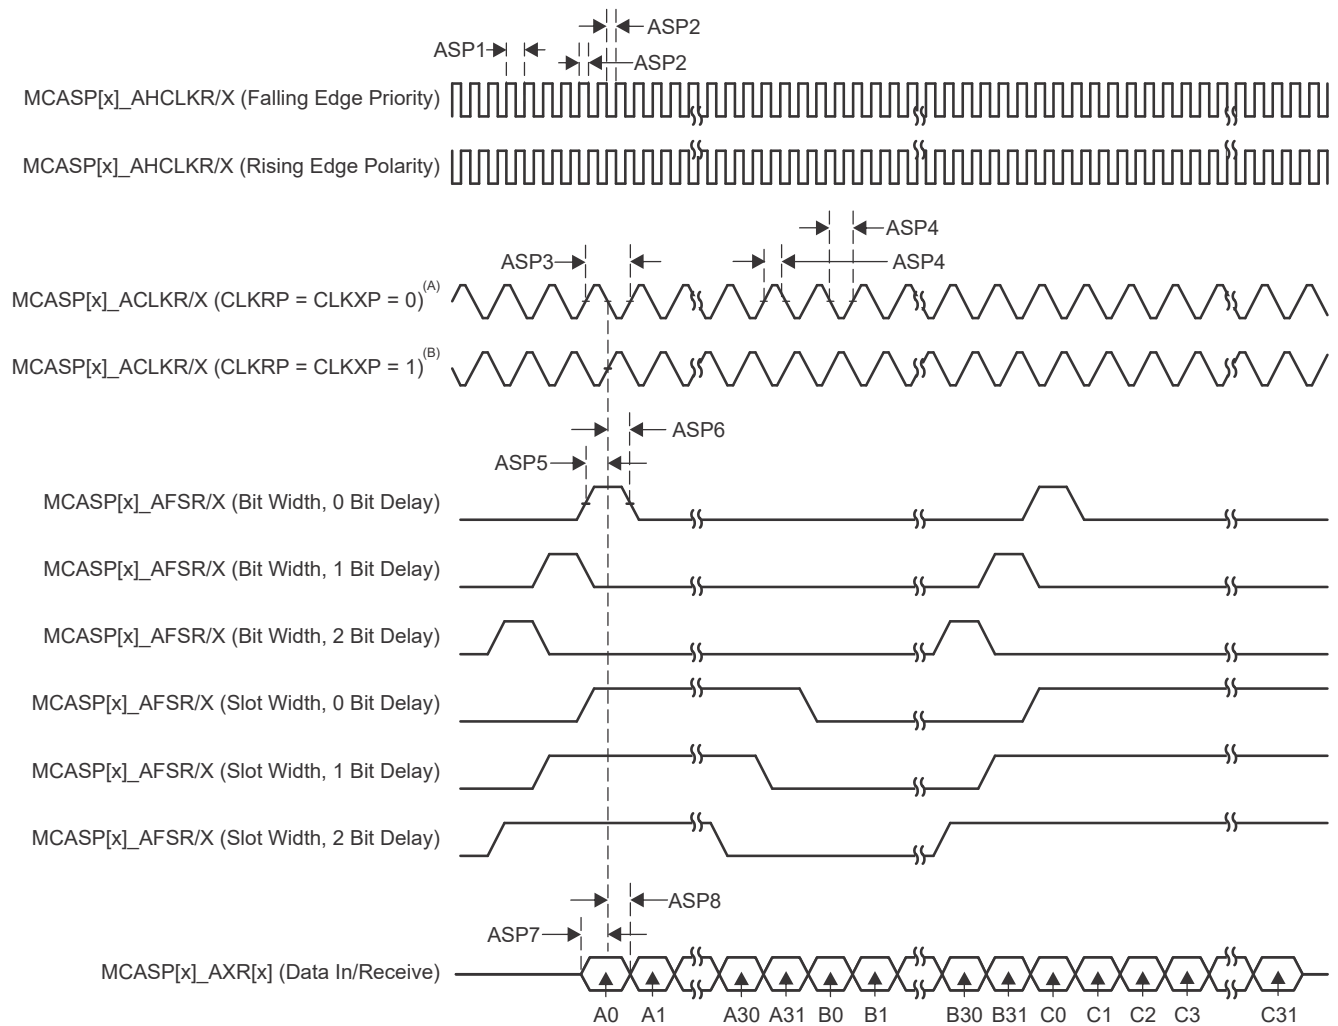 ASP2
ASP1
ASP2
MCASP[x]_AHCLKR/X (Falling Edge Priority)
MCASP[x]_AHCLKR/X (Rising Edge Polarity)
ASP4
ASP3
ASP4
MCASP[x]_ACLKR/X (CLKRP = CLKXP = 0)(A)
MCASP[x]_ACLKR/X (CLKRP = CLKXP = 1)(B)
ASP6
ASP5
MCASP[x]_AFSR/X (Bit Width, 0 Bit Delay)
MCASP[x]_AFSR/X (Bit Width, 1 Bit Delay)
MCASP[x]_AFSR/X (Bit Width, 2 Bit Delay)
MCASP[x]_AFSR/X (Slot Width, 0 Bit Delay)
MCASP[x]_AFSR/X (Slot Width, 1 Bit Delay)
MCASP[x]_AFSR/X (Slot Width, 2 Bit Delay)
ASP8
ASP7
MCASP[x]_AXR[x] (Data In/Receive)
A0 A1 A30 A31 B0 B1 B30 B31 C0 C1 C2 C3 C31